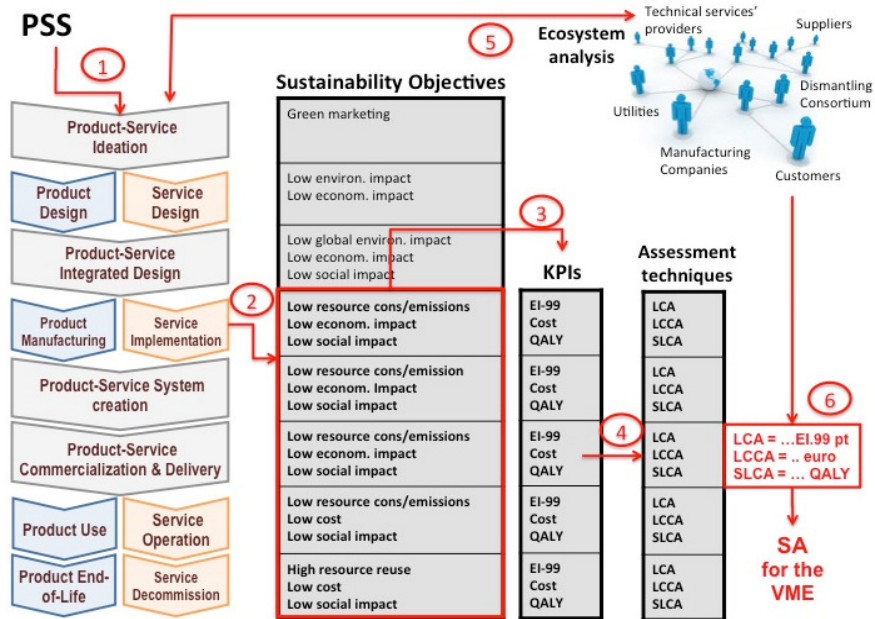 PSS
1
5
Ecosystem
analysis
Technical services'
providers
Suppliers
Dismantling
Consortium
Utilities
Manufacturing
Companies
Customers
Product-Service
Ideation
Product
Design
Service
Design
Product-Service
Integrated Design
Product
Manufacturing
Service
Implementation
Product-Service System
creation
Product-Service
Commercialization & Delivery
Product Use
Service
Operation
Product End-
of-Life
Service
Decommission
2
Sustainability Objectives
Green marketing
Low environ. impact
Low econom. impact
Low global environ. impact
Low econom. impact
Low social impact
Low resource cons/emissions
Low econom. impact
Low social impact
Low resource cons/emission
Low econom. Impact
Low social impact
Low resource cons/emissions
Low econom. impact
Low social impact
Low resource cons/emissions
Low cost
Low social impact
High resource reuse
Low cost
Low social impact
3
KPIs
EI-99
Cost
QALY
EI-99
Cost
QALY
EI-99
Cost
QALY
EI-99
Cost
QALY
EI-99
Cost
QALY
4
Assessment
techniques
LCA
LCCA
SLCA
LCA
LCCA
SLCA
LCA
LCCA
SLCA
LCA
LCCA
SLCA
LCA
LCCA
SLCA
6
LCA = ...EI.99 pt
LCCA = .. euro
SLCA = ... QALY
SA
for the
VME